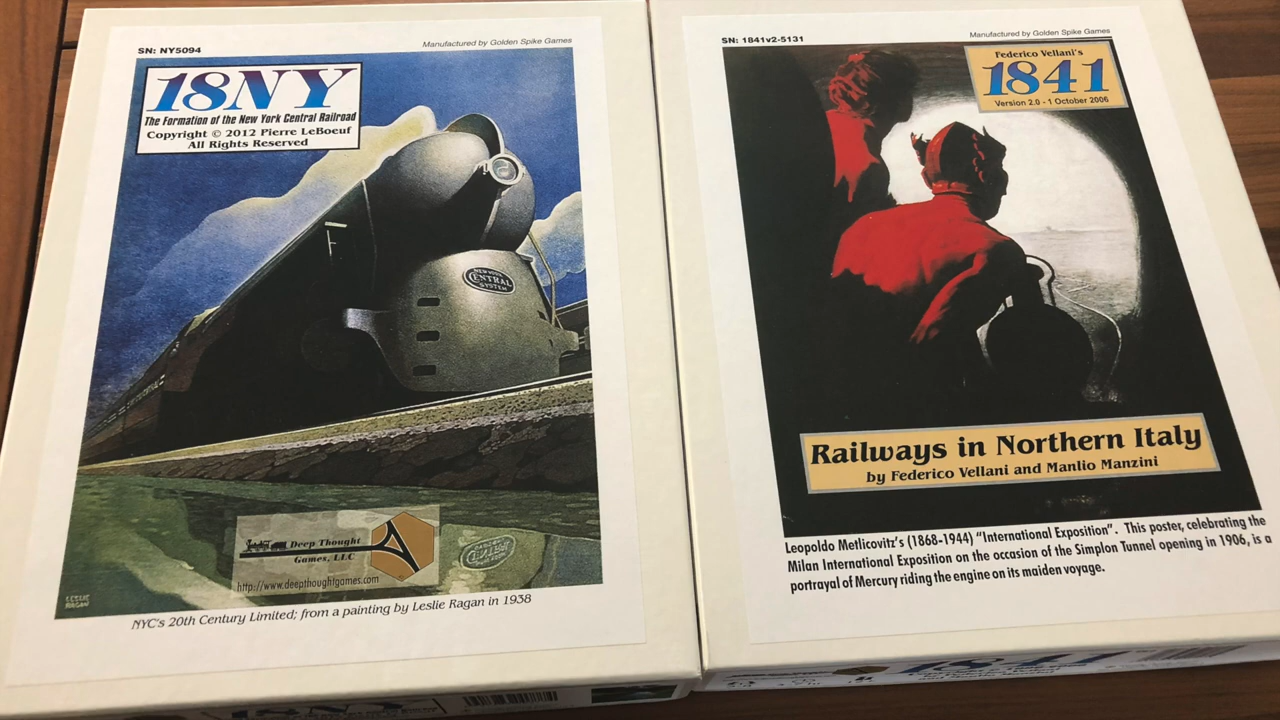 SN: NY5094
Manufactured by Golden Spike Games
18NY
The Formation of the New York Central Railroad
Copyright © 2012 Pierre LeBoeuf
All Rights Reserved
NEW YORK
CENTRAL
SYSTEM
Deep Thought
Games, LLC
http://www.deepthoughtgames.com
CENTRAL
LESLIE
RAGAN
NYC's 20th Century Limited; from a painting by Leslie Ragan in 1938
18NY
SN: 1841v2-5131
Manufactured by Golden Spike Games
Federico Vellani's
1841
Version 2.0 - 1 October 2006
Railways in Northern Italy
by Federico Vellani and Manlio Manzini
Leopoldo Metlicovitz's (1868-1944) "International Exposition". This poster, celebrating the
Milan International Exposition on the occasion of the Simplon Tunnel opening in 1906, is a
portrayal of Mercury riding the engine on its maiden voyage.
1841